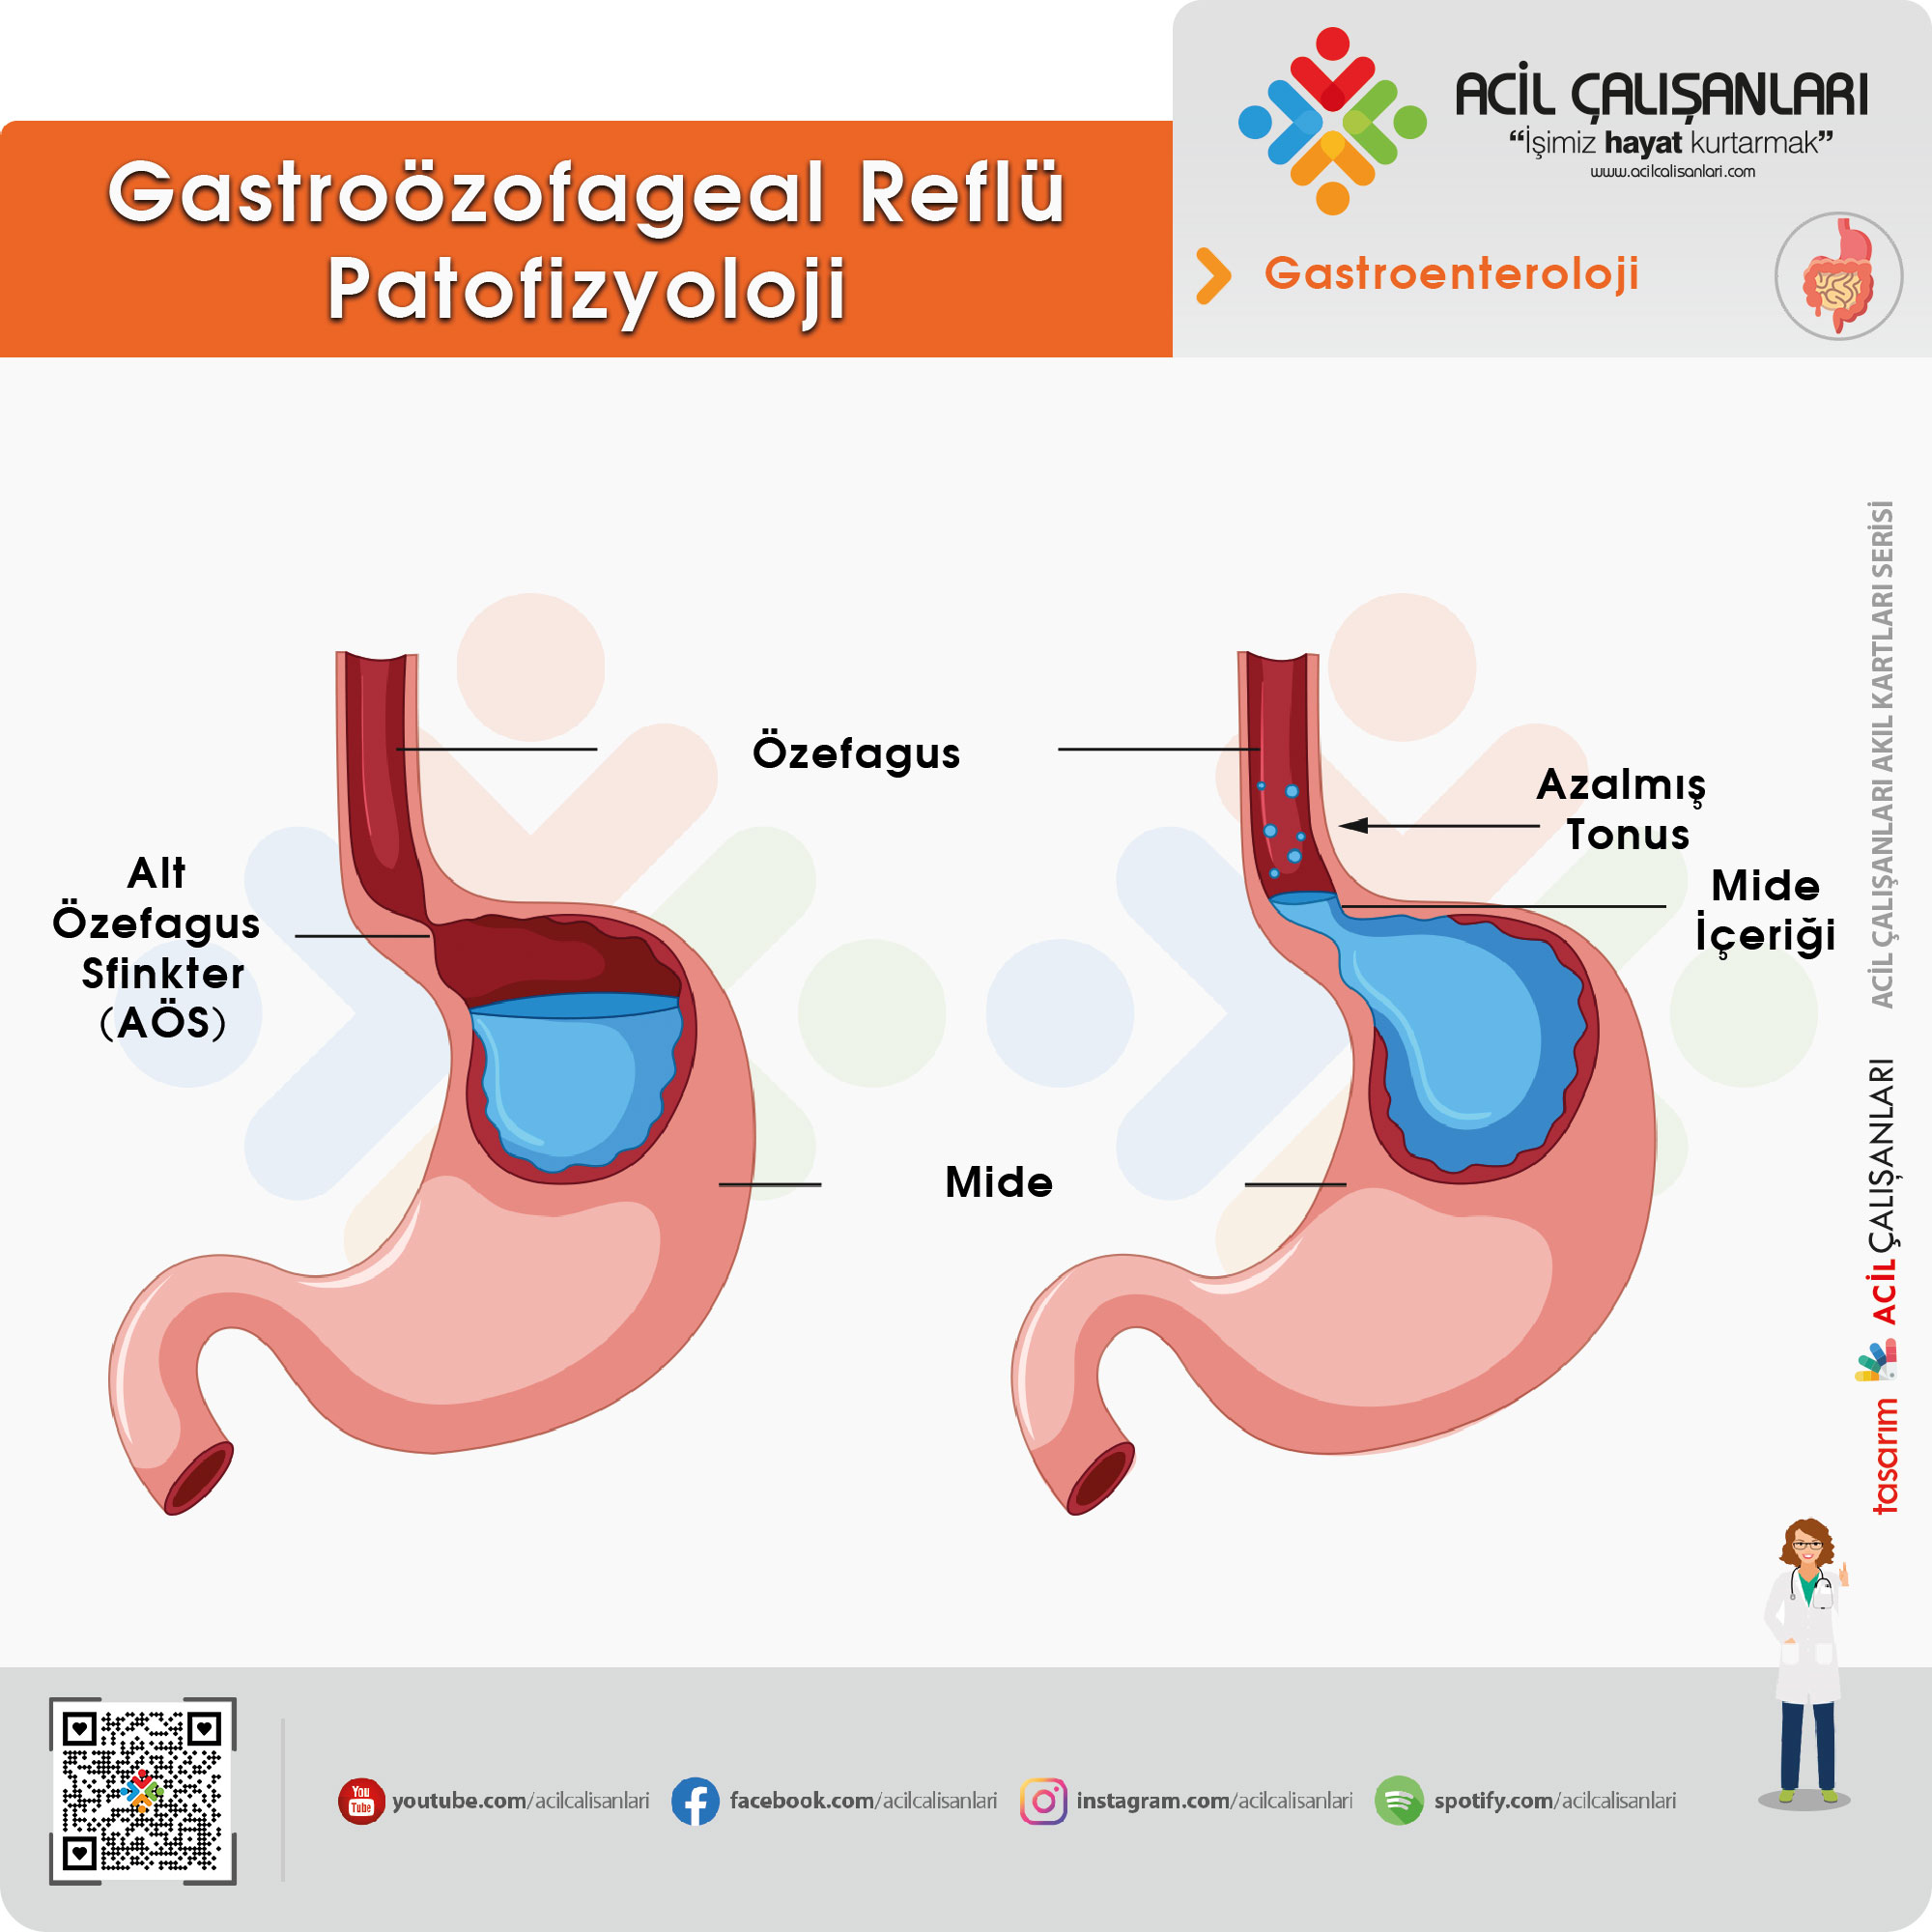 Gastroözofageal Reflü
Patofizyoloji
ACİL ÇALIŞANLARI
“İşimiz hayat kurtarmak”
www.acilcalisanlari.com
Gastroenteroloji
Özefagus
Azalmış
Tonus
Alt
Özefagus
Sfinkter
(AÖS)
Mide
İçeriği
Mide
ACİL ÇALIŞANLARI AKIL KARTLARI SERİSİ
tasarım ACİL ÇALIŞANLARI
You
Tube
youtube.com/acilcalisanlari
facebook.com/acilcalisanlari
instagram.com/acilcalisanlari
spotify.com/acilcalisanlari